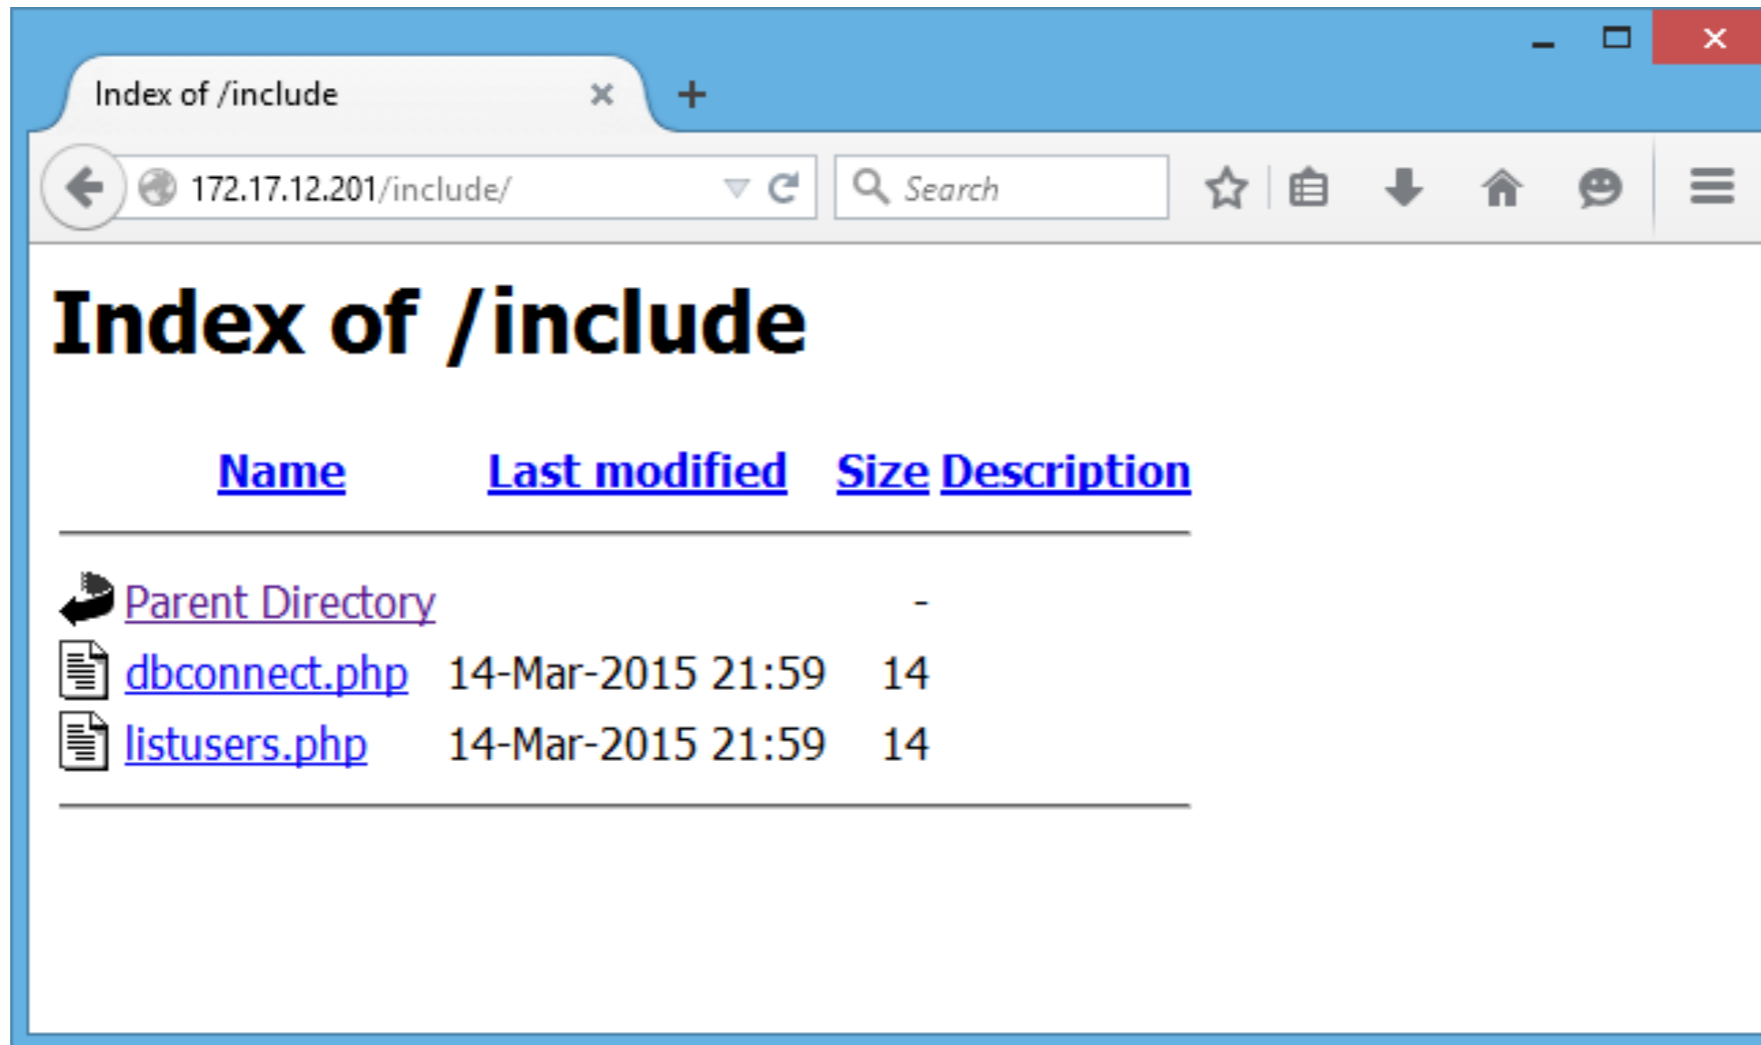 Index of /include
172.17.12.201/include/ Search
Index of /include
Name Last modified Size Description
Parent Directory -
dbconnect.php 14-Mar-2015 21:59 14
listusers.php 14-Mar-2015 21:59 14